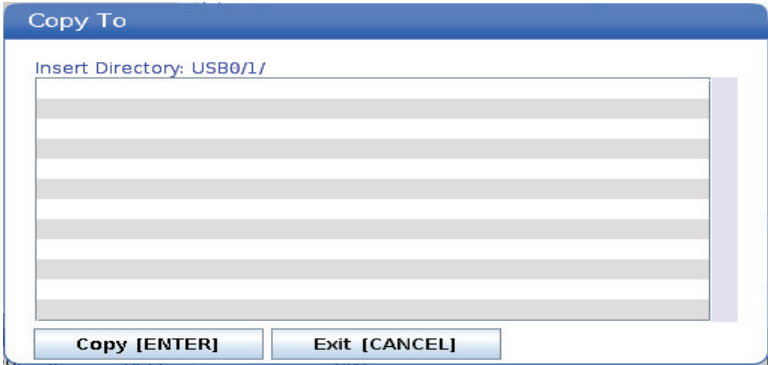 Copy To
Insert Directory: USB0/1/
Copy [ENTER] Exit [CANCEL]